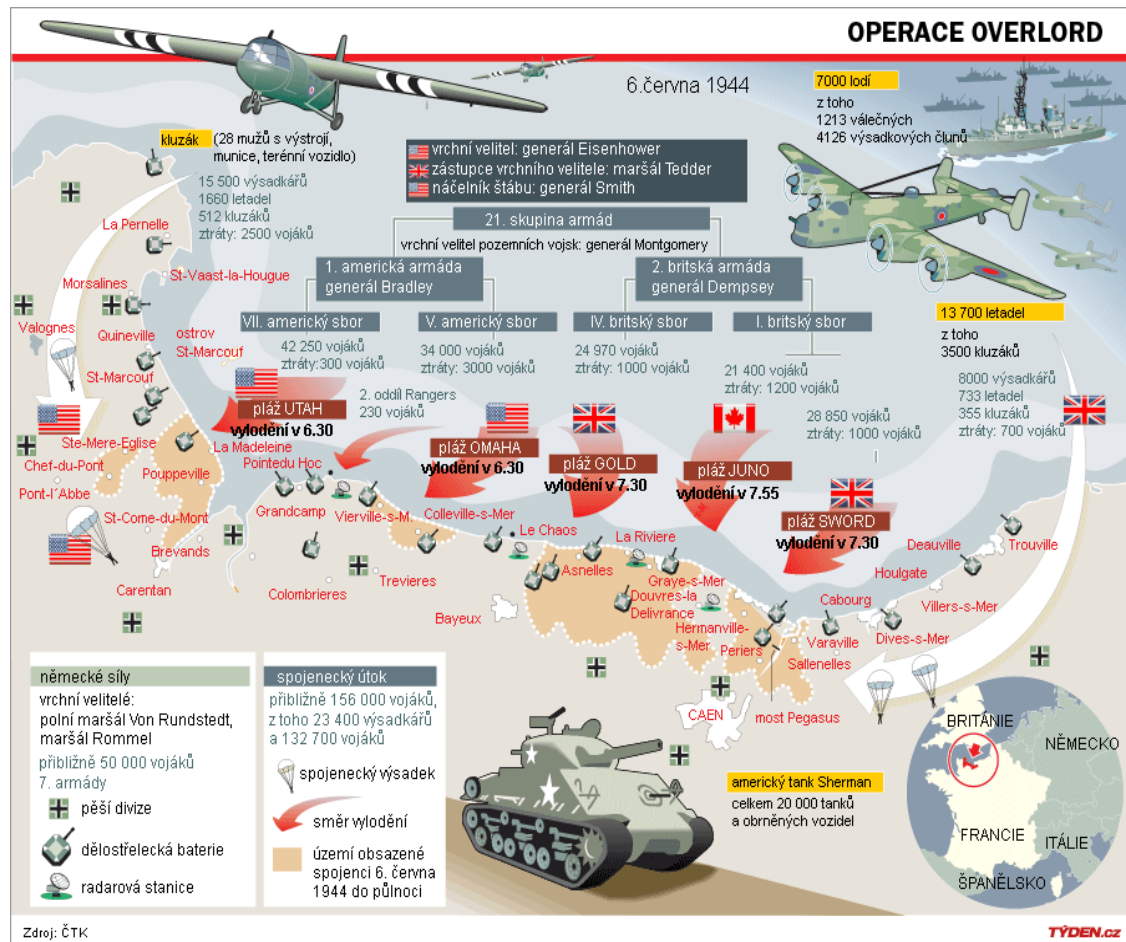 OPERACE OVERLORD
6.června 1944
7000 lodí
z toho
1213 válečných
4126 výsadkových člunů
kluzák (28 mužů s výstrojí,
munice, terénní vozidlo)
15 500 výsadkářů
1660 letadel
512 kluzáků
ztráty: 2500 vojáků
vrchní velitel: generál Eisenhower
zástupce vrchního velitele: maršál Tedder
náčelník štábu: generál Smith
21. skupina armád
vrchní velitel pozemních vojsk: generál Montgomery
1. americká armáda
generál Bradley
2. britská armáda
generál Dempsey
VII. americký sbor
42 250 vojáků
ztráty:300 vojáků
V. americký sbor
34 000 vojáků
ztráty: 3000 vojáků
IV. britský sbor
24 970 vojáků
ztráty: 1000 vojáků
I. britský sbor
21 400 vojáků
ztráty: 1200 vojáků
28 850 vojáků
ztráty: 1000 vojáků
13 700 letadel
z toho
3500 kluzáků
8000 výsadkářů
733 letadel
355 kluzáků
ztráty: 700 vojáků
2. oddíl Rangers
230 vojáků
pláž UTAH
vylodění v 6.30
pláž OMAHA
vylodění v 6.30
pláž GOLD
vylodění v 7.30
pláž JUNO
vylodění v 7.55
pláž SWORD
vylodění v 7.30
La Pernelle
St-Vaast-la-Hougue
Morsalines
Valognes
Quineville
ostrov
St-Marcouf
St-Marcouf
Ste-Mere-Eglise
Chef-du-Pont
Pont-l´Abbe
Pouppeville
La Madeleine
Pointedu Hoc
St-Come-du-Mont
Grandcamp
Vierville-s-M.
Colleville-s-Mer
Brevands
Carentan
Colombrieres
Trevieres
Le Chaos
Bayeux
Asnelles
La Riviere
Graye-s-Mer
Douvres-la
Delivrance
Hermanville-
s-Mer
Periers
CAEN
most Pegasus
Sallenelles
Varaville
Cabourg
Dives-s-Mer
Houlgate
Villers-s-Mer
Deauville
Trouville
německé síly
vrchní velitelé:
polní maršál Von Rundstedt,
maršál Rommel
přibližně 50 000 vojáků
7. armády
pěší divize
dělostřelecká baterie
radarová stanice
spojenecký útok
přibližně 156 000 vojáků,
z toho 23 400 výsadkářů
a 132 700 vojáků
spojenecký výsadek
směr vylodění
území obsazené
spojenci 6. června
1944 do půlnoci
americký tank Sherman
celkem 20 000 tanků
a obrněných vozidel
BRITÁNIE
NĚMECKO
FRANCIE
ITÁLIE
ŠPANĚLSKO
Zdroj: ČTK
TÝDEN.cz